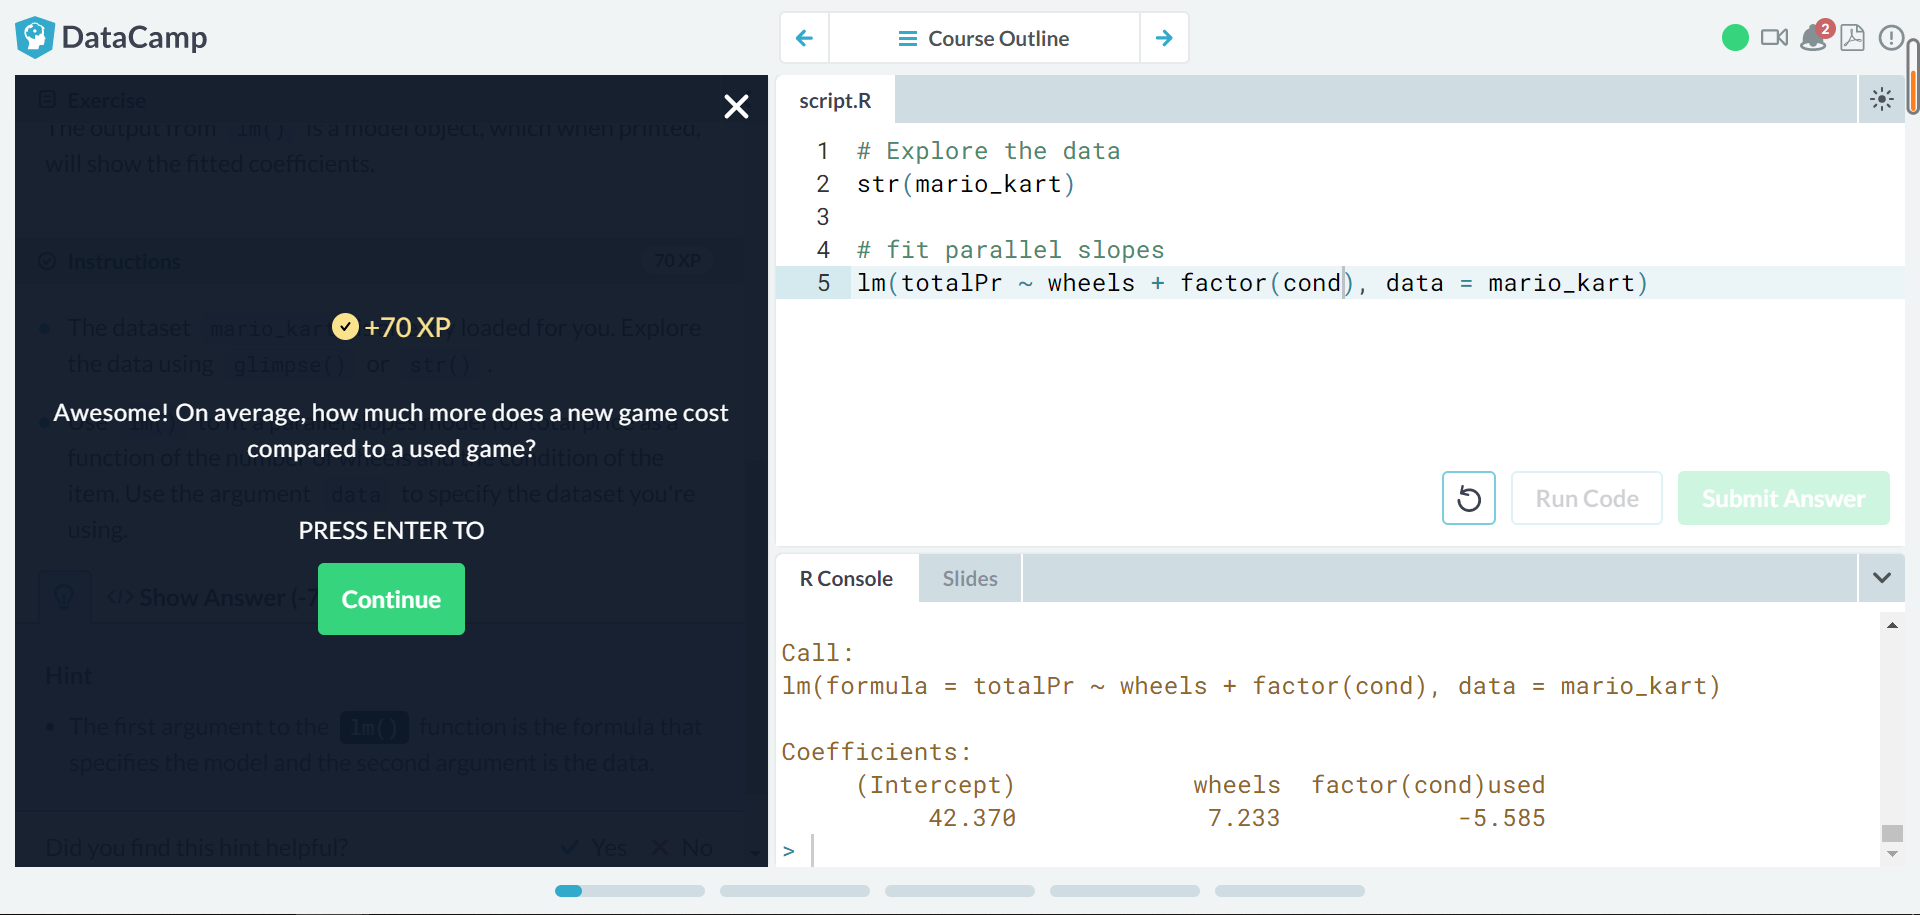 DataCamp
Course Outline
2
Exercise
The output from lm() is a model object, which when printed,
will show the fitted coefficients.
Instructions
70 XP
The dataset mario_kart loaded for you. Explore
the data using glimpse() or str().
+70 XP
Awesome! On average, how much more does a new game cost
compared to a used game?
function of the number of wheels and the condition of the
item. Use the argument data to specify the dataset you're
using.
PRESS ENTER TO
</> Show Answer (-7
Continue
Hint
The first argument to the lm() function is the formula that
specifies the model and the second argument is the data.
Did you find this hint helpful?
Yes
No
script.R
1 # Explore the data
2 str(mario_kart)
3
4 # fit parallel slopes
5 lm(totalPr ~ wheels + factor(cond), data = mario_kart)
Run Code
Submit Answer
R Console
Slides
Call:
lm(formula = totalPr ~ wheels + factor(cond), data = mario_kart)
Coefficients:
(Intercept) wheels factor(cond)used
42.370 7.233 -5.585
>